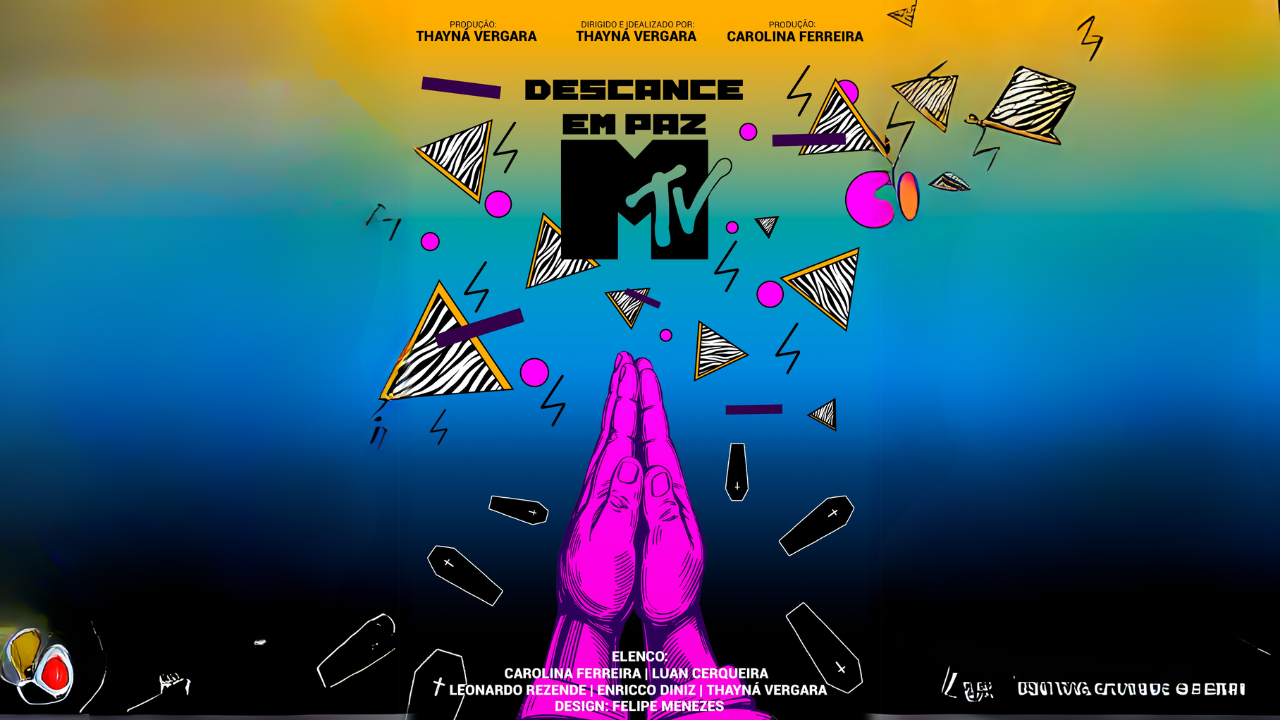 PRODUÇÃO:
THAYNÁ VERGARA
DIRIGIDO E IDEALIZADO POR:
THAYNÁ VERGARA
PRODUÇÃO:
CAROLINA FERREIRA
DESCANCE
EM PAZ
MTV
ELENCO:
CAROLINA FERREIRA | LUAN CERQUEIRA
LEONARDO REZENDE | ENRICCO DINIZ | THAYNÁ VERGARA
DESIGN: FELIPE MENEZES